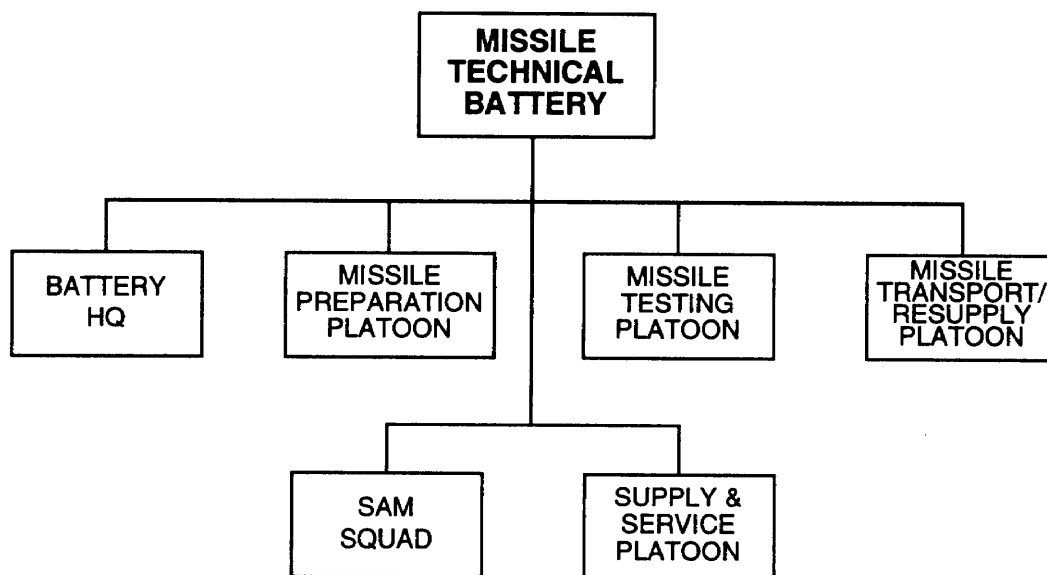 MISSILE
TECHNICAL
BATTERY
BATTERY
HQ
MISSILE
PREPARATION
PLATOON
MISSILE
TESTING
PLATOON
MISSILE
TRANSPORT/
RESUPPLY
PLATOON
SAM
SQUAD
SUPPLY &
SERVICE
PLATOON